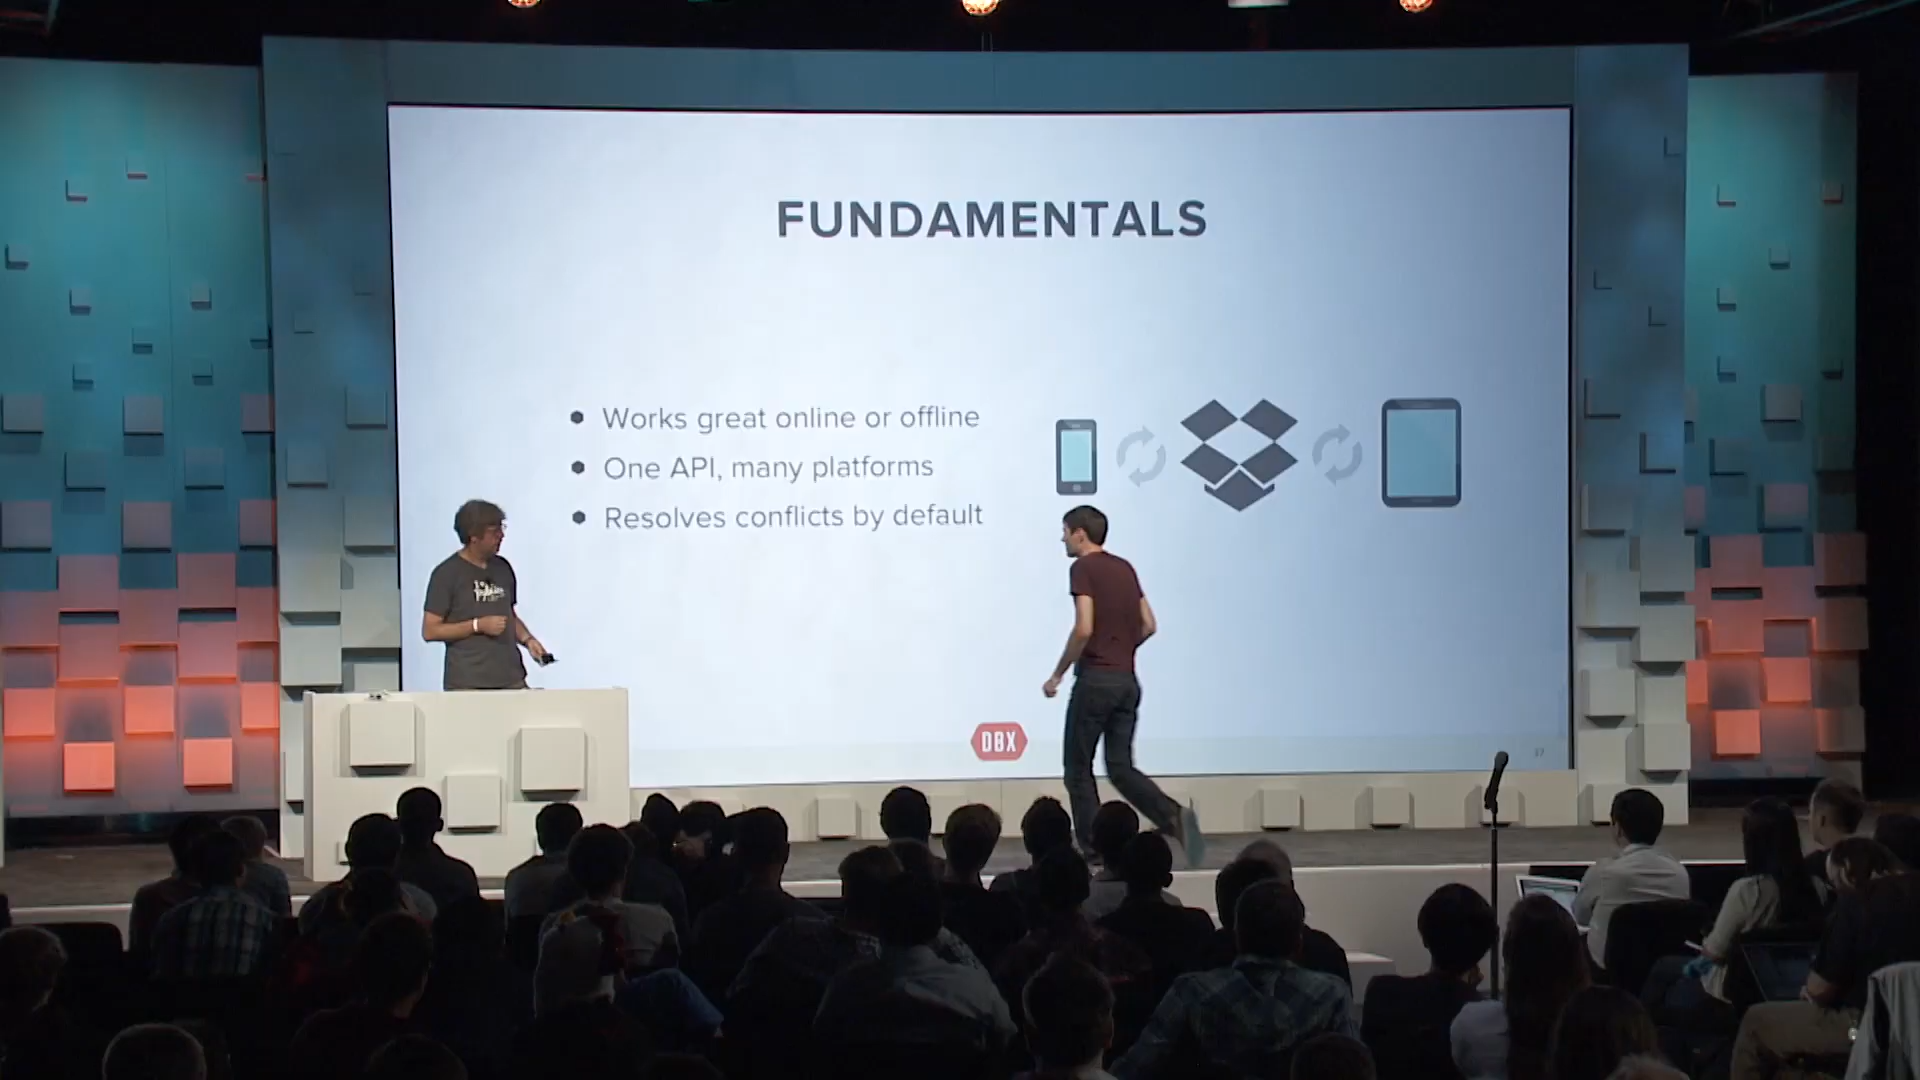 FUNDAMENTALS
Works great online or offline
One API, many platforms
Resolves conflicts by default
DBX